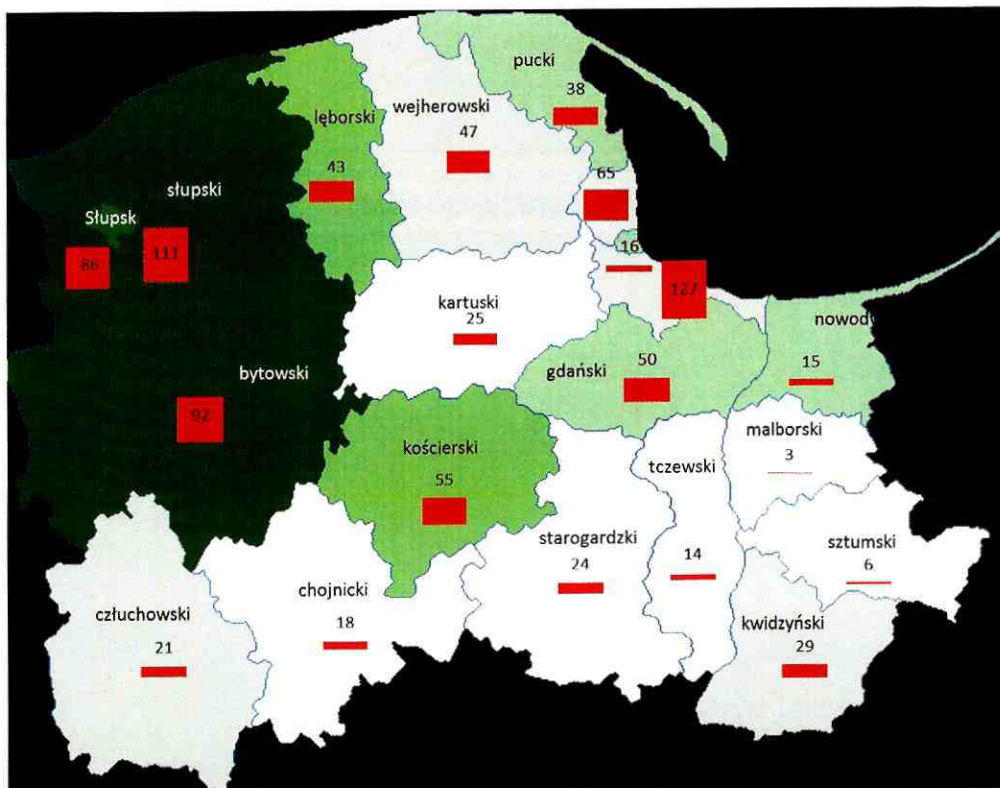 pucki
38
lęborski
wejherowski
47
43
65
słupski
Słupsk
86
111
16
127
kartuski
25
nowod
15
gdański
50
bytowski
92
kościerski
55
malborski
3
tczewski
14
starogardzki
24
sztumski
6
chojnicki
18
człuchowski
21
kwidzyński
29